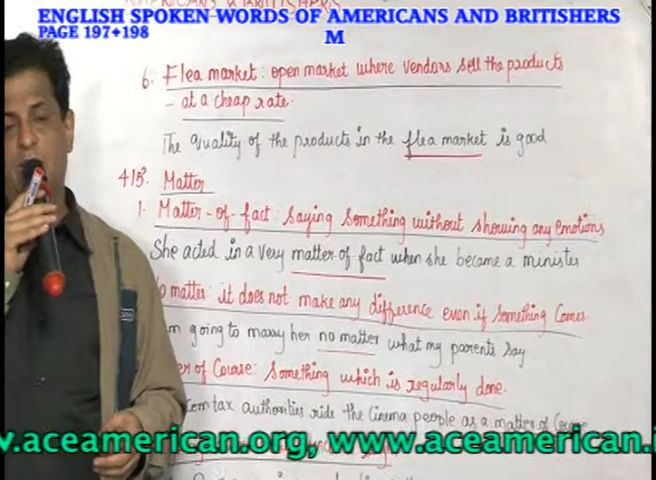 AMERICANS & BRITISHERS
ENGLISH SPOKEN WORDS OF AMERICANS AND BRITISHERS
PAGE 197+198
M
6. Flea market: open market where vendors sell the products
- at a cheap rate.
The quality of the products in the flea market is good
415. Matter
1. Matter-of-fact: saying something without showing any emotions
She acted in a very matter-of-fact when she became a minister
matter: it does not make any difference even if something comes.
going to marry her no matter what my parents say
of Course: Something which is regularly done.
tax authorities ride the cinema people as a matter of
w.aceamerican.org, www.aceamerican.i